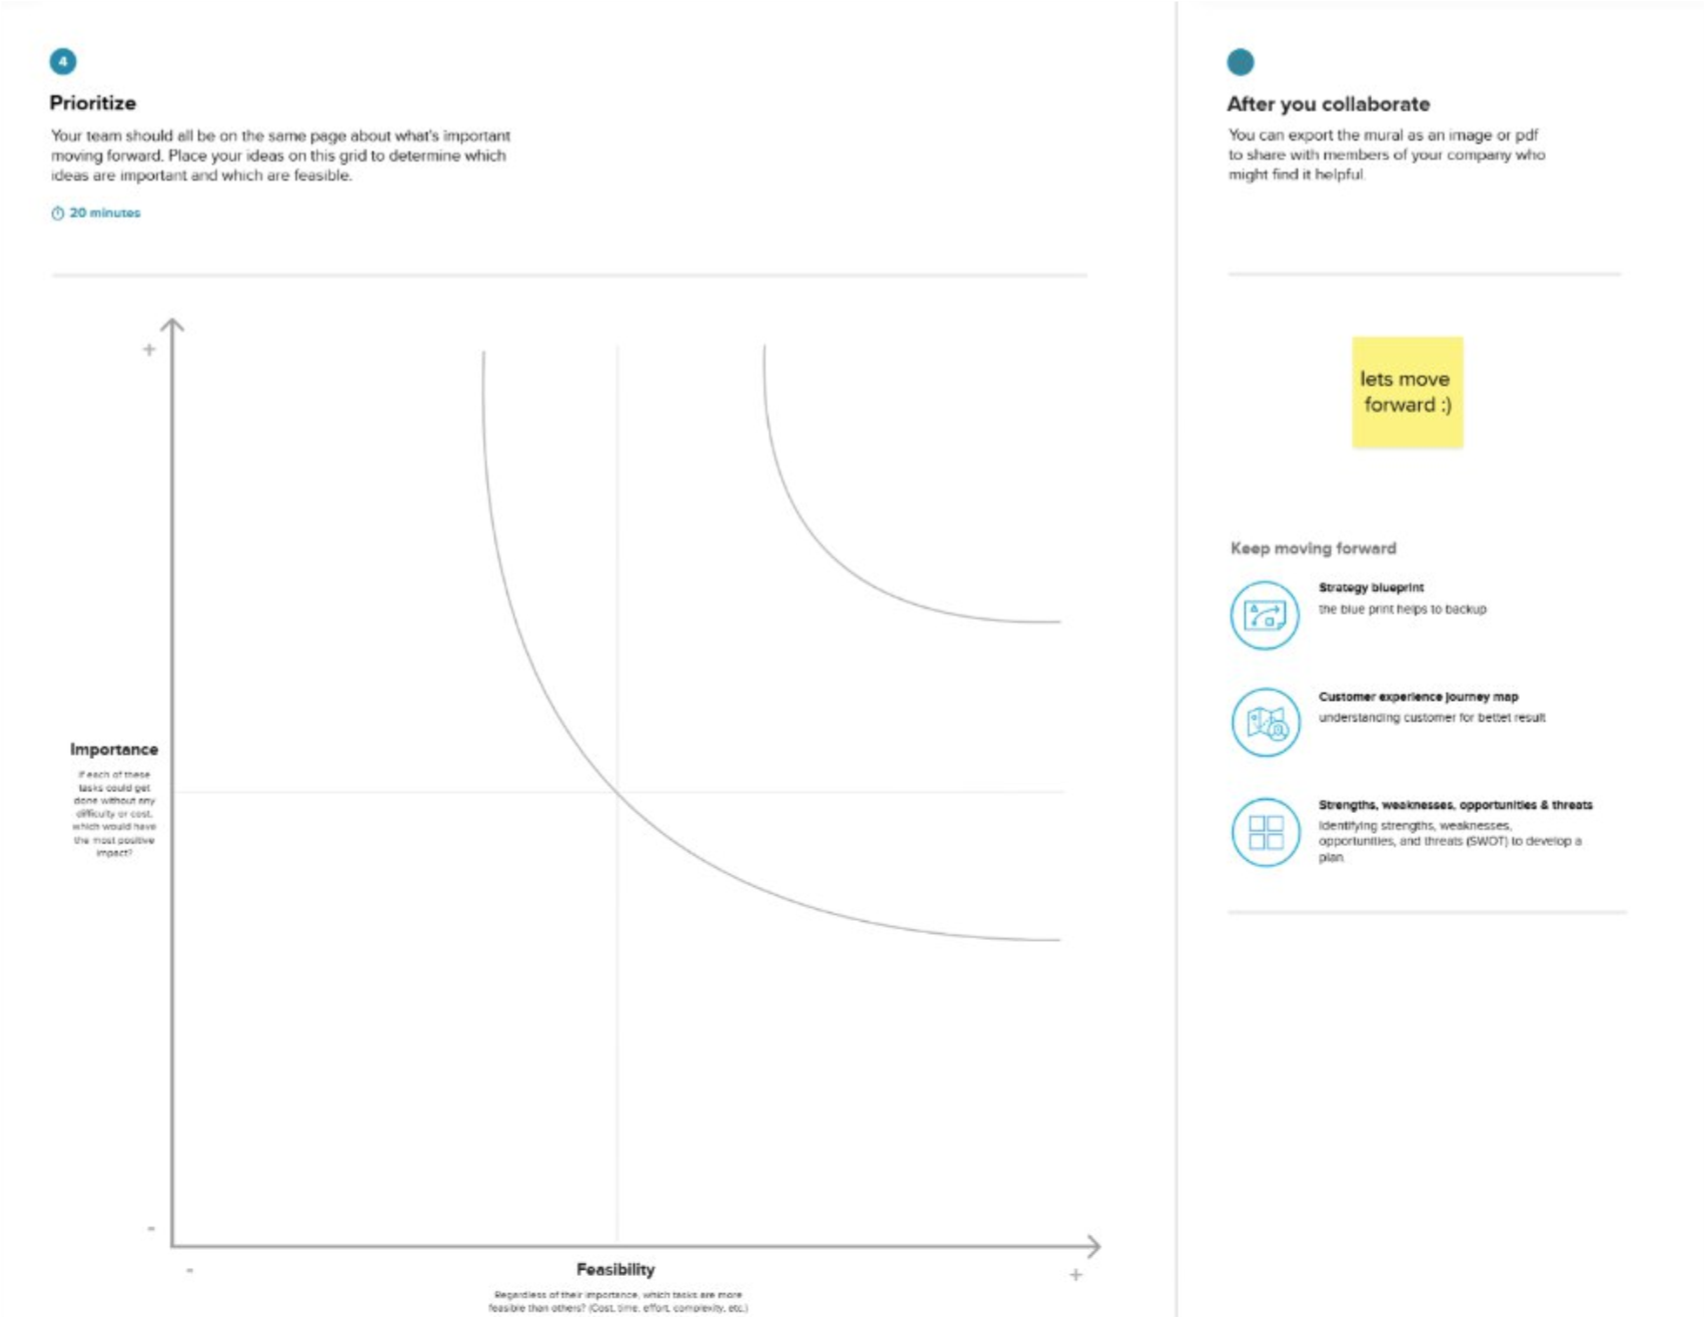 4
Prioritize
Your team should all be on the same page about what's important
moving forward. Place your ideas on this grid to determine which
ideas are important and which are feasible.
20 minutes
+
Importance
If each of these
tasks could get
done without any
difficulty or cost,
which would have
the most positive
impact?
-
-
Feasibility
+
Regardless of their importance, which tasks are more
feasible than others? (Cost, time, effort, complexity, etc.)
After you collaborate
You can export the mural as an image or pdf
to share with members of your company who
might find it helpful.
lets move
forward :)
Keep moving forward
Strategy blueprint
the blue print helps to backup
Customer experience journey map
understanding customer for bettet result
Strengths, weaknesses, opportunities & threats
Identifying strengths, weaknesses,
opportunities, and threats (SWOT) to develop a
plan.